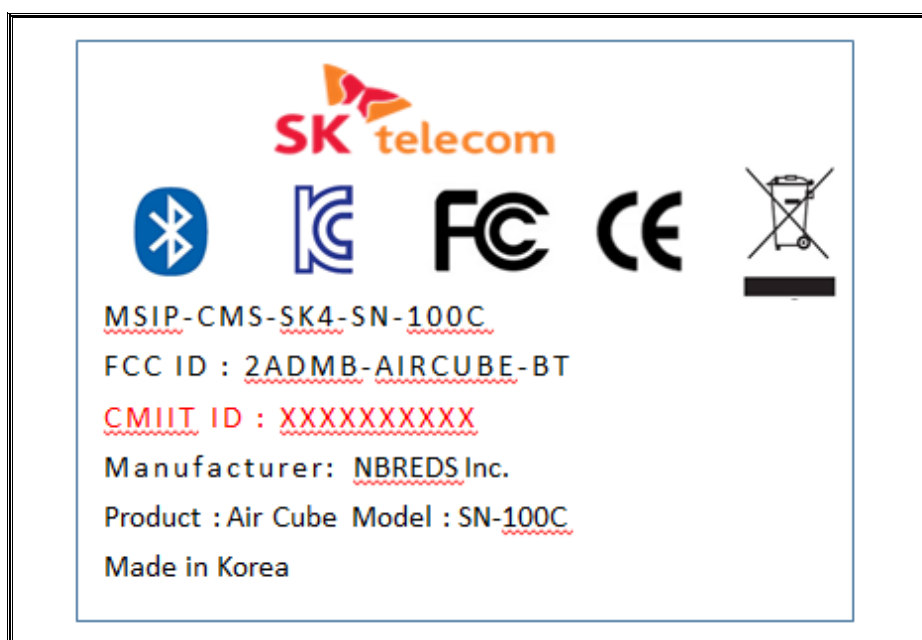 SK telecom
FC CE
MSIP-CMS-SK4-SN-100C
FCC ID : 2ADMB-AIRCUBE-BT
CMIIT ID : XXXXXXXXXX
Manufacturer: NBREDS Inc.
Product : Air Cube Model : SN-100C
Made in Korea